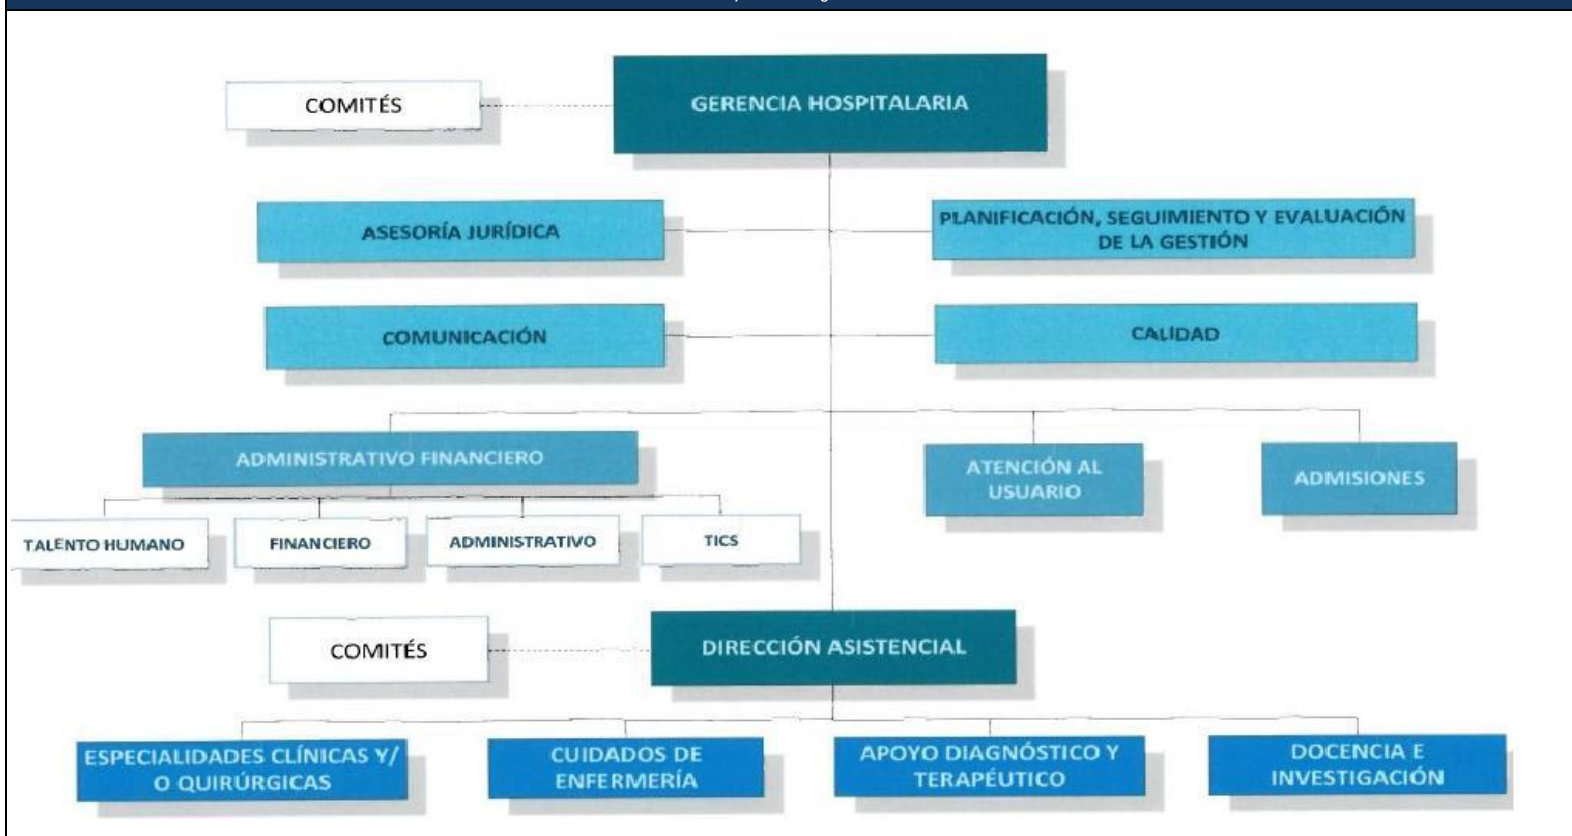 COMITÉS
GERENCIA HOSPITALARIA
ASESORÍA JURÍDICA
PLANIFICACIÓN, SEGUIMIENTO Y EVALUACIÓN
DE LA GESTIÓN
COMUNICACIÓN
CALIDAD
ADMINISTRATIVO FINANCIERO
ATENCIÓN AL
USUARIO
ADMISIONES
TALENTO HUMANO
FINANCIERO
ADMINISTRATIVO
TICS
COMITÉS
DIRECCIÓN ASISTENCIAL
ESPECIALIDADES CLÍNICAS Y/
O QUIRÚRGICAS
CUIDADOS DE
ENFERMERÍA
APOYO DIAGNÓSTICO Y
TERAPÉUTICO
DOCENCIA E
INVESTIGACIÓN